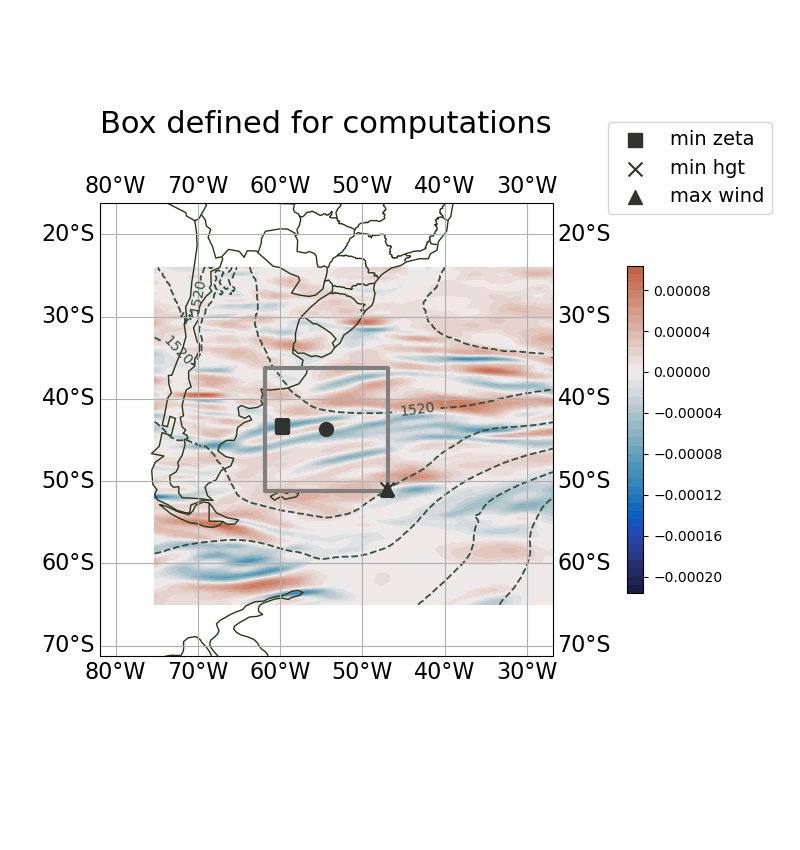 Box defined for computations
min zeta
min hgt
max wind
80°W 70°W 60°W 50°W 40°W 30°W
20°S 20°S
30°S 30°S
40°S 40°S
50°S 50°S
60°S 60°S
70°S 70°S
80°W 70°W 60°W 50°W 40°W 30°W
1520
1520
1520
0.00008
0.00004
0.00000
−0.00004
−0.00008
−0.00012
−0.00016
−0.00020